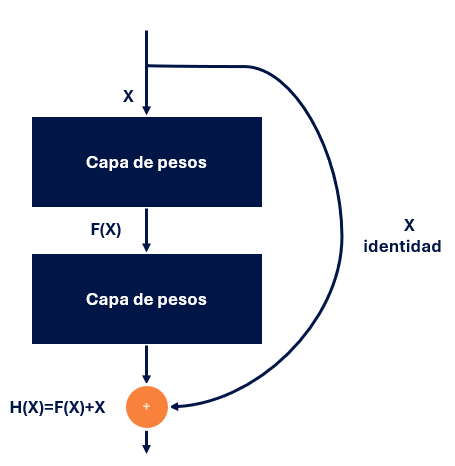 X
Capa de pesos
F(X)
X
identidad
Capa de pesos
H(X)=F(X)+X
+